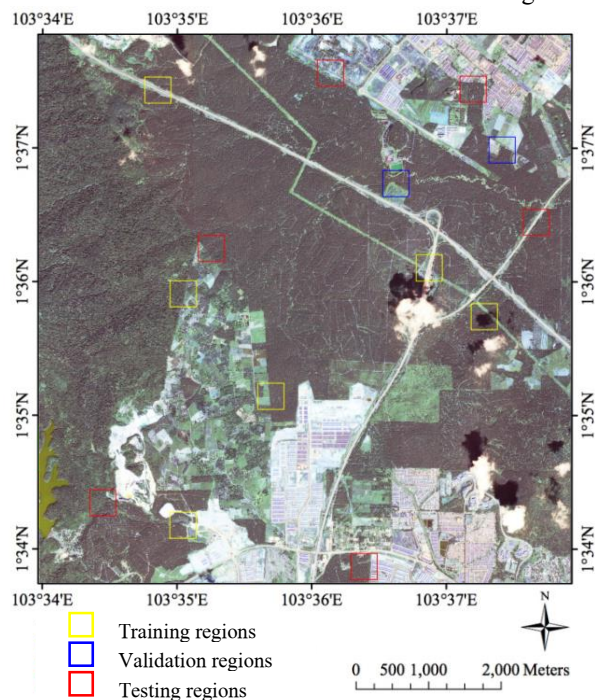 103°34'E 103°35'E 103°36'E 103°37'E
1°37'N 1°37'N
1°36'N 1°36'N
1°35'N 1°35'N
1°34'N 1°34'N
103°34'E 103°35'E 103°36'E 103°37'E
N
Training regions
Validation regions
Testing regions
0 500 1,000 2,000 Meters